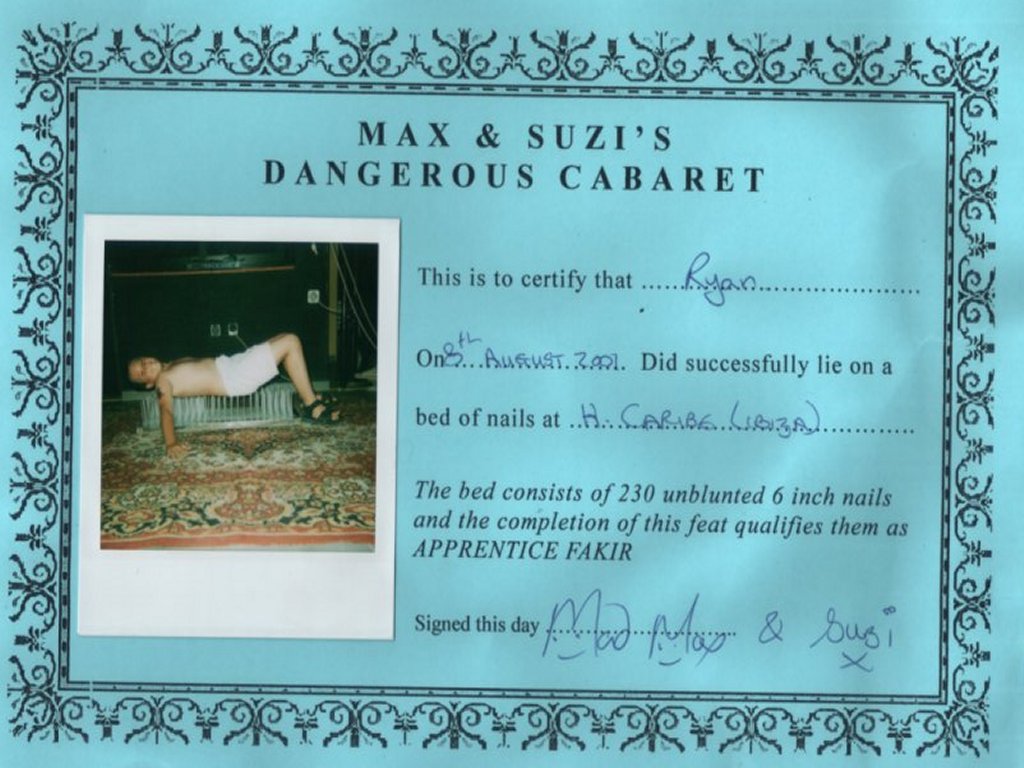 MAX & SUZI'S
DANGEROUS CABARET
This is to certify that ......Ryan........................
On 8th August 2001. Did successfully lie on a
bed of nails at ..H. CARIBE (IBIZA)...............
The bed consists of 230 unblunted 6 inch nails
and the completion of this feat qualifies them as
APPRENTICE FAKIR
Signed this day Mad Max & Suzi x